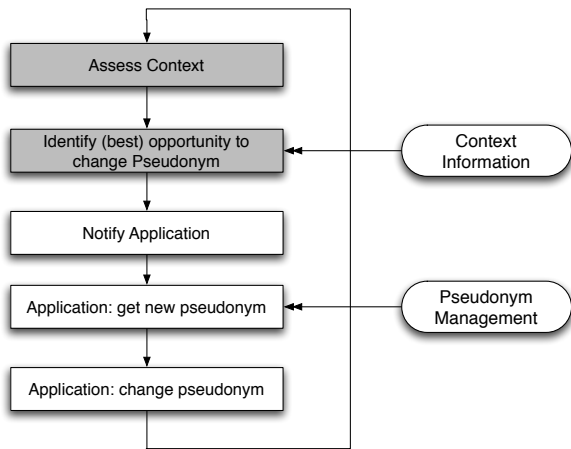 Assess Context
Identify (best) opportunity to
change Pseudonym
Context
Information
Notify Application
Application: get new pseudonym
Pseudonym
Management
Application: change pseudonym